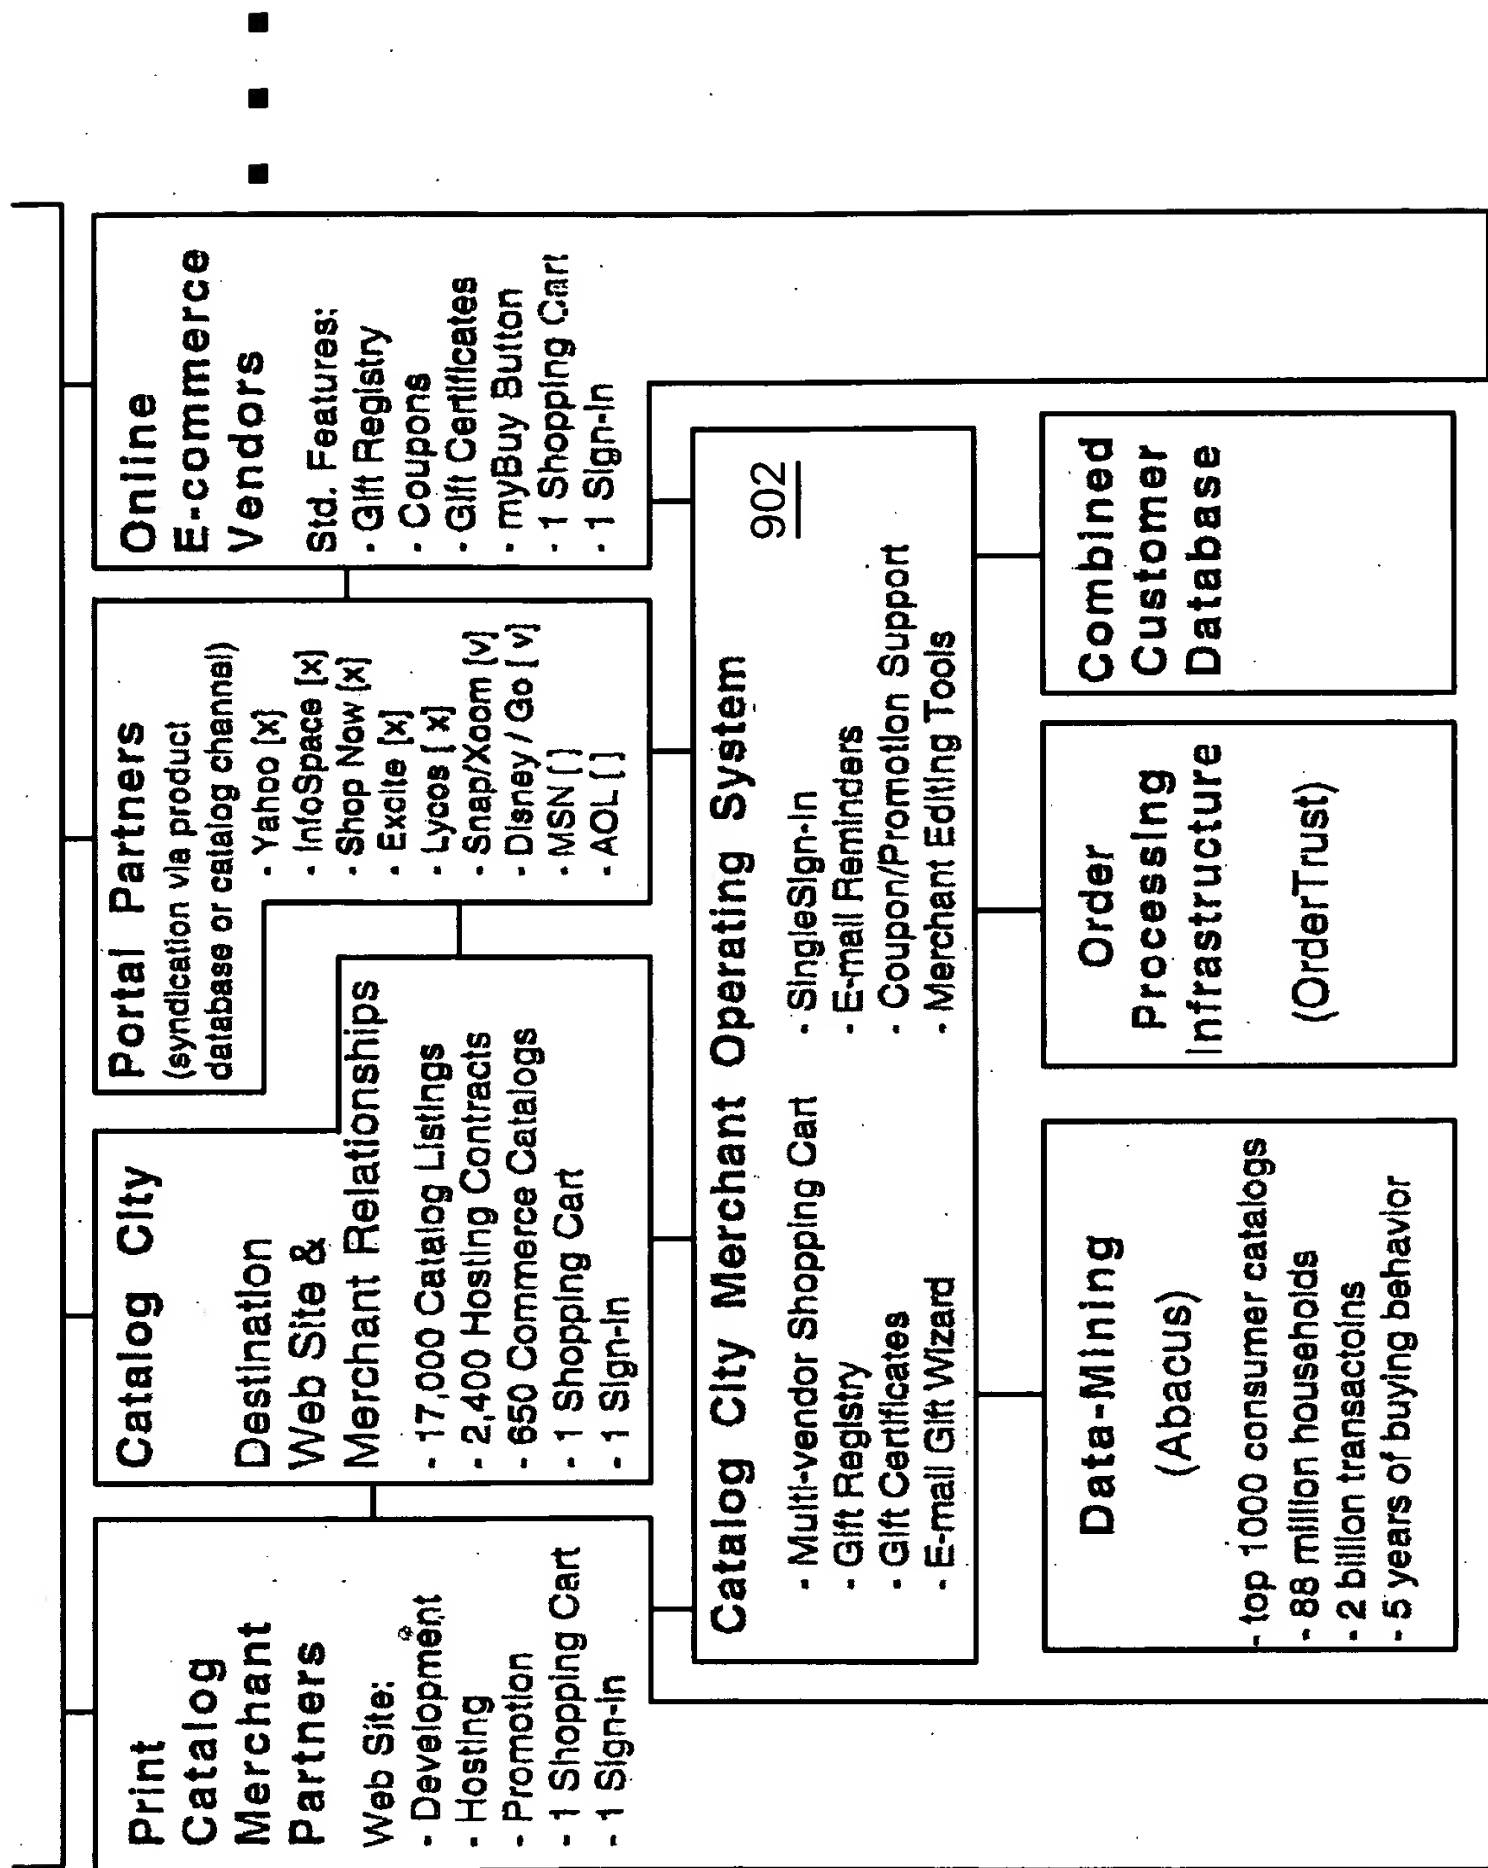 Print
Catalog
Merchant
Partners
Web Site:
- Development
- Hosting
- Promotion
- 1 Shopping Cart
- 1 Sign-In
Catalog City
Destination
Web Site &
Merchant Relationships
- 17,000 Catalog Listings
- 2,400 Hosting Contracts
- 650 Commerce Catalogs
- 1 Shopping Cart
- 1 Sign-In
Portal Partners
(syndication via product
database or catalog channel)
- Yahoo [x]
- InfoSpace [x]
- Shop Now [x]
- Excite [x]
- Lycos [ x]
- Snap/Xoom [v]
- Disney / Go [ v]
- MSN [ ]
- AOL [ ]
Online
E-commerce
Vendors
Std. Features:
- Gift Registry
- Coupons
- Gift Certificates
- myBuy Button
- 1 Shopping Cart
- 1 Sign-In
Catalog City Merchant Operating System
902
- Multi-vendor Shopping Cart
- Gift Registry
- Gift Certificates
- E-mail Gift Wizard
- SingleSign-In
- E-mail Reminders
- Coupon/Promotion Support
- Merchant Editing Tools
Data-Mining
(Abacus)
- top 1000 consumer catalogs
- 88 million households
- 2 billion transactoins
- 5 years of buying behavior
Order
Processing
Infrastructure
(OrderTrust)
Combined
Customer
Database